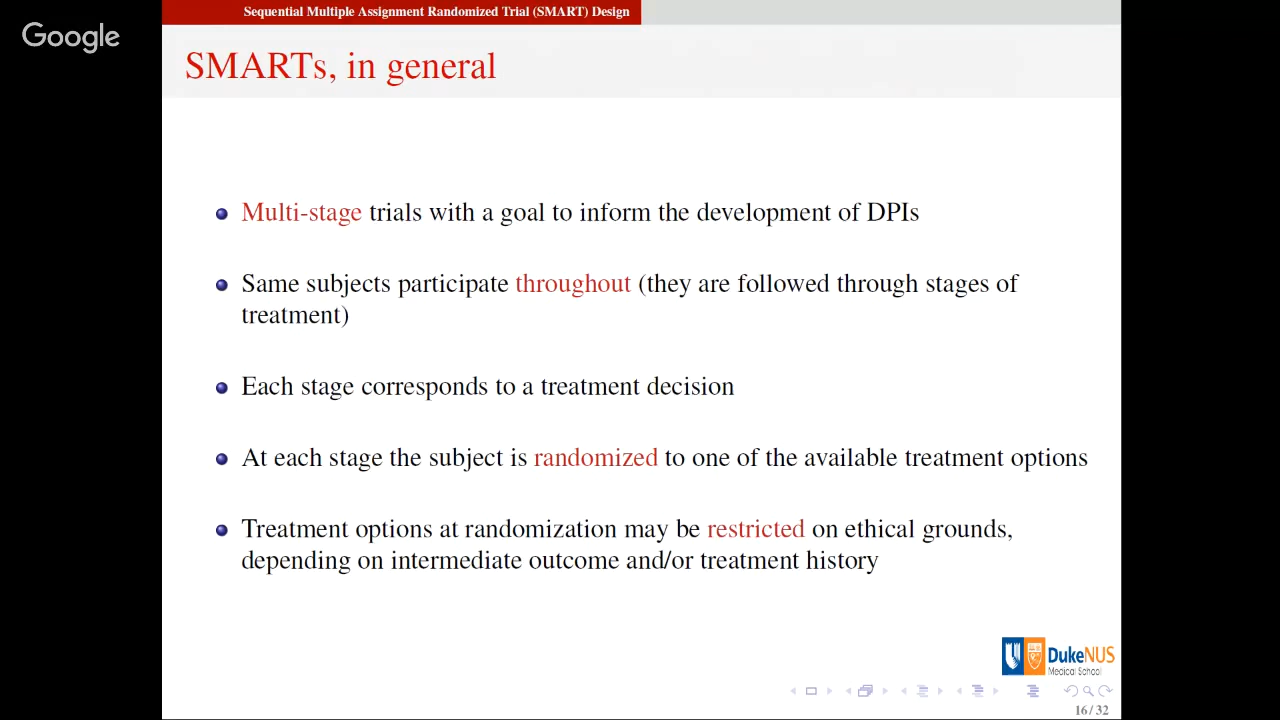 Google
Sequential Multiple Assignment Randomized Trial (SMART) Design
SMARTs, in general
Multi-stage trials with a goal to inform the development of DPIs
Same subjects participate throughout (they are followed through stages of
treatment)
Each stage corresponds to a treatment decision
At each stage the subject is randomized to one of the available treatment options
Treatment options at randomization may be restricted on ethical grounds,
depending on intermediate outcome and/or treatment history
DukeNUS
Medical School
16 / 32